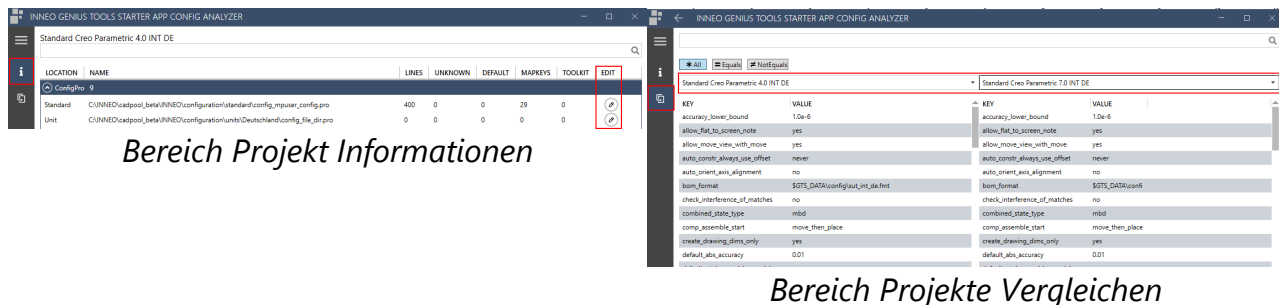 INNEO GENIUS TOOLS STARTER APP CONFIG ANALYZER
Standard Creo Parametric 4.0 INT DE
LOCATION NAME LINES UNKNOWN DEFAULT MAPKEYS TOOLKIT EDIT
ConfigPro 9
Standard C:\INNEO\cadpool_beta\INNEO\configuration\standard\config_mpuser_config.pro 400 0 0 29 0
Unit C:\INNEO\cadpool_beta\INNEO\configuration\units\Deutschland\config_file_dir.pro 0 0 0 0 0
Bereich Projekt Informationen
INNEO GENIUS TOOLS STARTER APP CONFIG ANALYZER
All Equals NotEquals
Standard Creo Parametric 4.0 INT DE Standard Creo Parametric 7.0 INT DE
KEY VALUE KEY VALUE
accuracy_lower_bound 1.0e-6 accuracy_lower_bound 1.0e-6
allow_flat_to_screen_note yes allow_flat_to_screen_note yes
allow_move_view_with_move yes allow_move_view_with_move yes
auto_constr_always_use_offset never auto_constr_always_use_offset never
auto_orient_axis_alignment no auto_orient_axis_alignment no
bom_format $GTS_DATA\config\sut_int_de.fmt bom_format $GTS_DATA\confi
check_interference_of_matches no check_interference_of_matches no
combined_state_type mbd combined_state_type mbd
comp_assemble_start move_then_place comp_assemble_start move_then_place
create_drawing_dims_only yes create_drawing_dims_only yes
default_abs_accuracy 0.01 default_abs_accuracy 0.01
Bereich Projekte Vergleichen